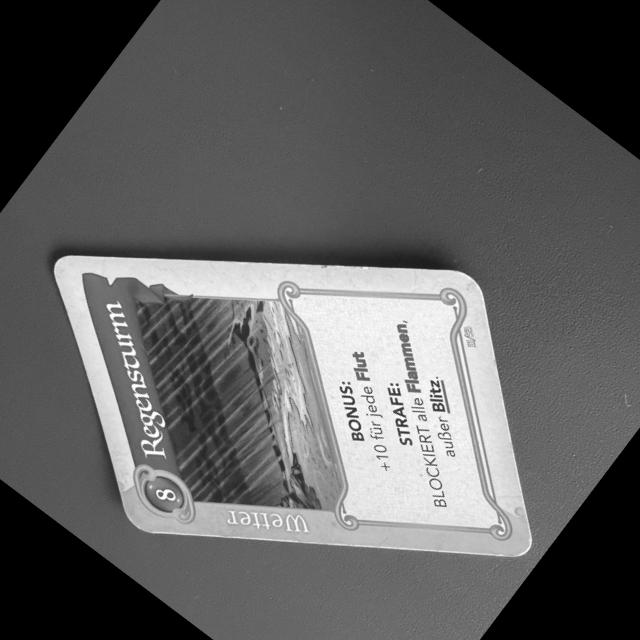 8
Regensturm
Wetter
BONUS:
+10 für jede Flut
STRAFE:
BLOCKIERT alle Flammen,
außer Blitz.